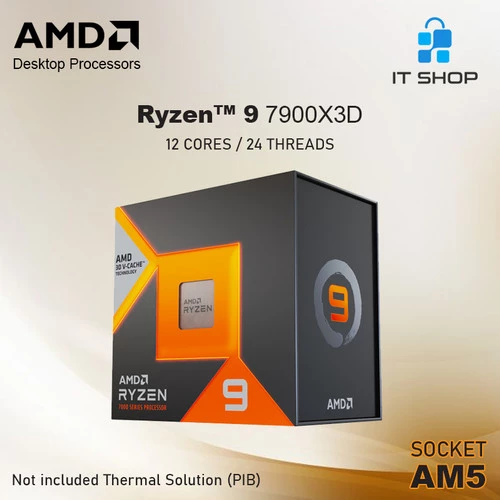 AMD
Desktop Processors
IT SHOP
Ryzen™ 9 7900X3D
12 CORES / 24 THREADS
AMD
3D V-CACHE™
TECHNOLOGY
AMD
RYZEN
AMD
RYZEN
7000 SERIES PROCESSOR
9
9
AMD
SOCKET
AM5
Not included Thermal Solution (PIB)